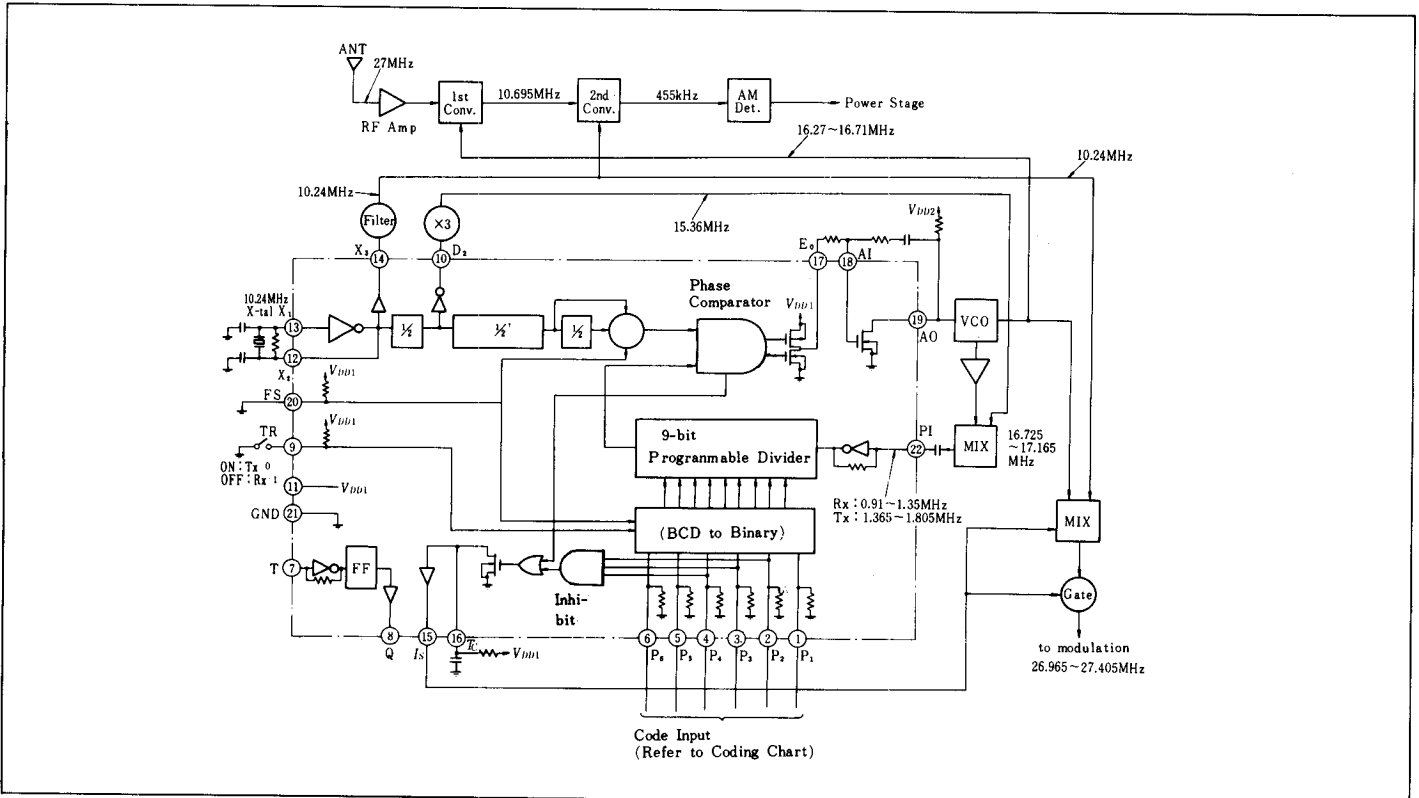 ANT
27MHz
RF Amp
1st
Conv.
10.695MHz
2nd
Conv.
455kHz
AM
Det.
Power Stage
16.27~16.71MHz
10.24MHz
10.24MHz
15.36MHz
Filter
×3
VDD2
X3
14
10
D2
E0
17
18
AI
10.24MHz
X-tal X1
13
12
X2
1/2
1/2
Phase
Comparator
VDD1
19
AO
VCO
VDD1
FS
20
VDD1
TR
9
ON : Tx 0
OFF : Rx 1
11
VDD1
GND
21
9-bit
Progranmable Divider
PI
22
MIX
16.725
~17.165
MHz
Rx : 0.91~1.35MHz
Tx : 1.365~1.805MHz
(BCD to Binary)
MIX
T
7
FF
Inhi-
bit
Gate
8
15
16
6
5
4
3
2
1
Q
IS
TC
VDD1
P6
P5
P4
P3
P2
P1
to modulation
26.965~27.405MHz
Code Input
(Refer to Coding Chart)